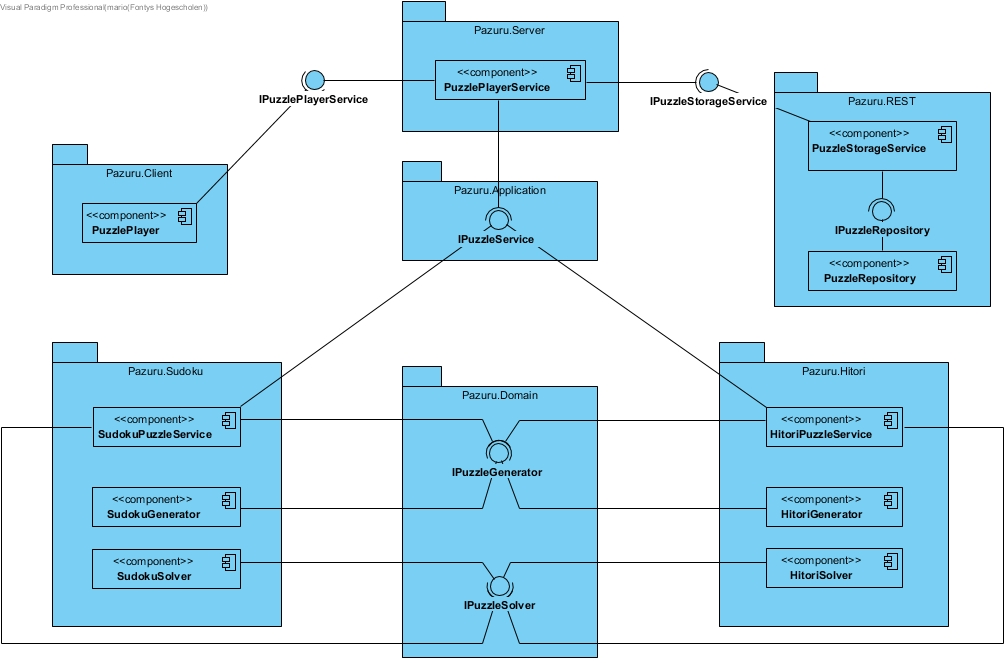 Visual Paradigm Professional(mario(Fontys Hogescholen))
Pazuru.Server
<<component>>
PuzzlePlayerService
IPuzzlePlayerService
IPuzzleStorageService
Pazuru.REST
<<component>>
PuzzleStorageService
IPuzzleRepository
<<component>>
PuzzleRepository
Pazuru.Client
<<component>>
PuzzlePlayer
Pazuru.Application
IPuzzleService
Pazuru.Sudoku
<<component>>
SudokuPuzzleService
<<component>>
SudokuGenerator
<<component>>
SudokuSolver
Pazuru.Domain
IPuzzleGenerator
IPuzzleSolver
Pazuru.Hitori
<<component>>
HitoriPuzzleService
<<component>>
HitoriGenerator
<<component>>
HitoriSolver